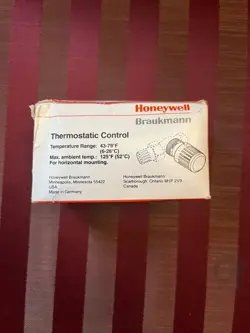 Honeywell
Braukmann
Thermostatic Control
Temperature Range: 43-79°F
(6-26°C)
Max. ambient temp.: 125°F (52°C)
For horizontal mounting.
Honeywell Braukmann
Minneapolis, Minnesota 55422
USA
Made in Germany
Honeywell Braukmann
Scarborough, Ontario M1P 2V9
Canada